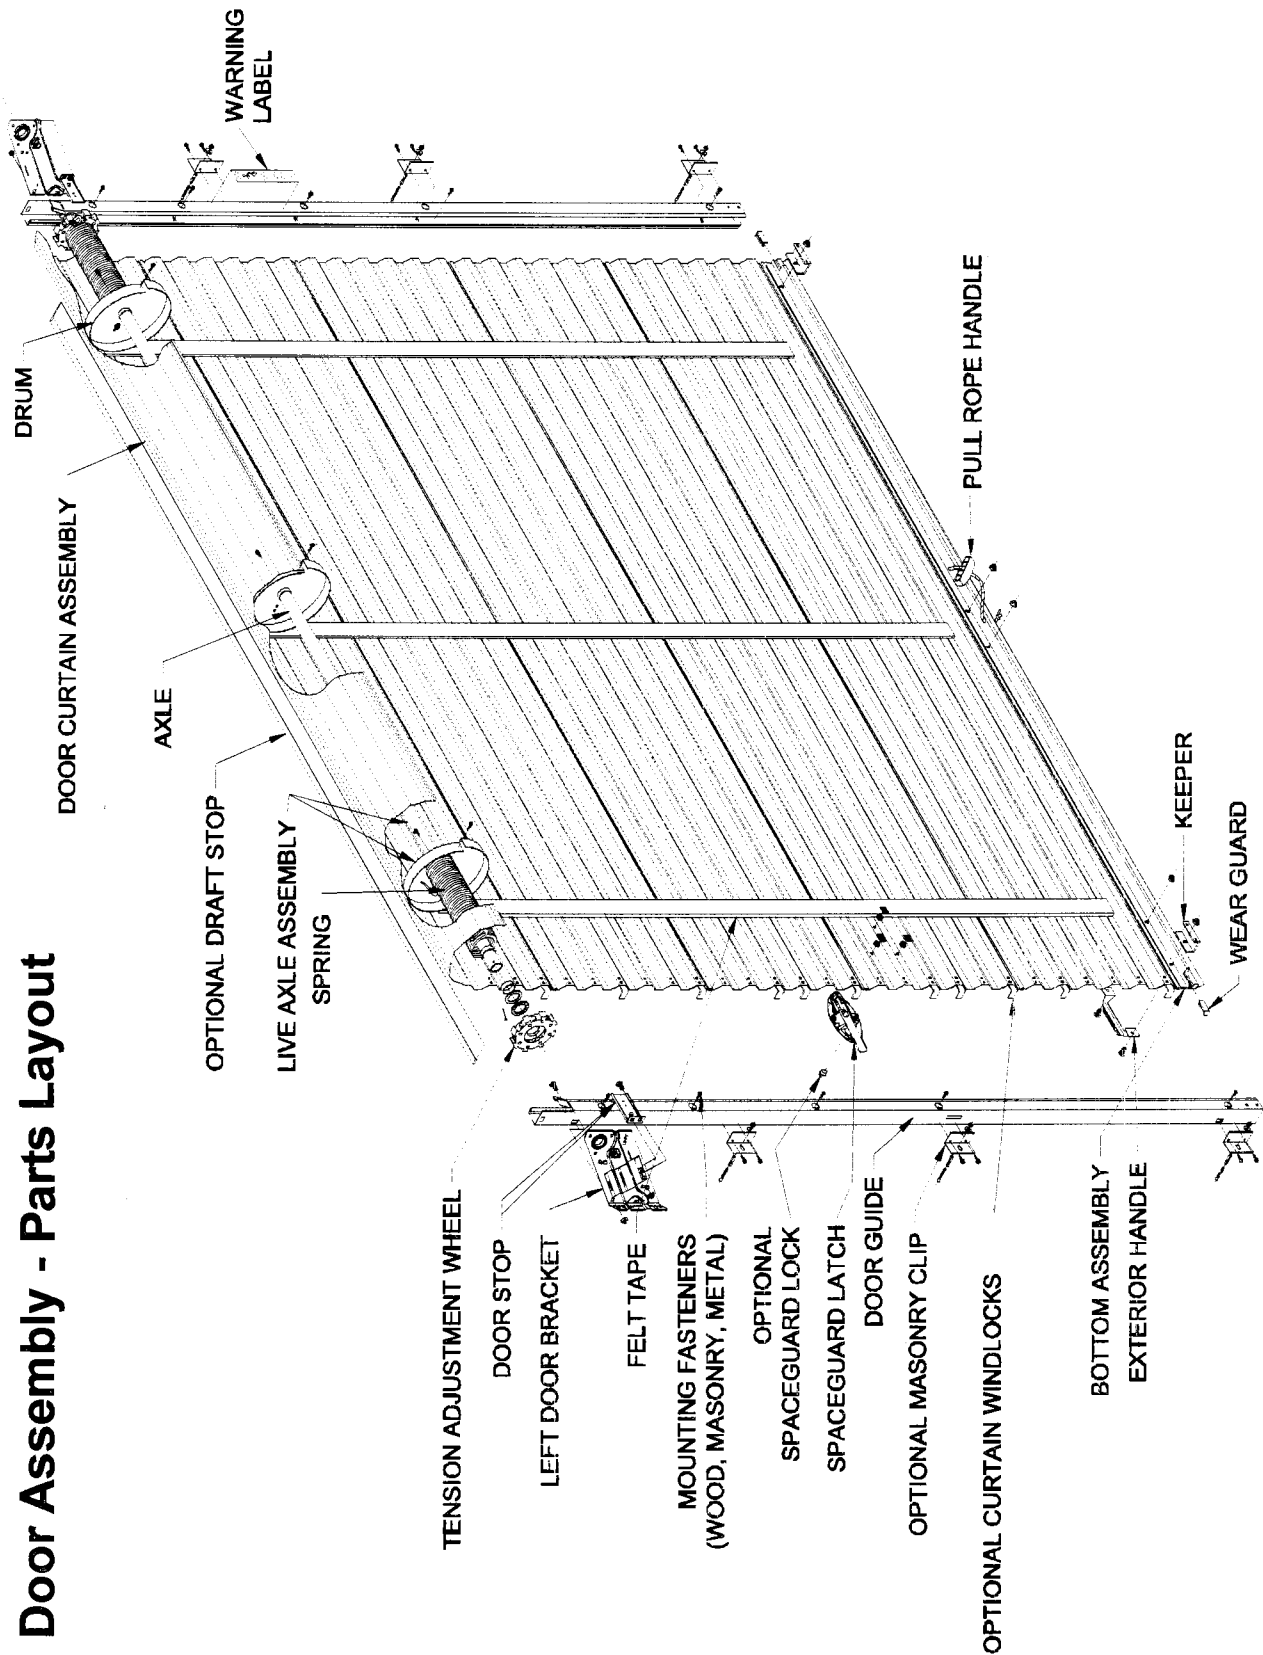 Door Assembly - Parts Layout
WARNING
LABEL
DRUM
DOOR CURTAIN ASSEMBLY
AXLE
OPTIONAL DRAFT STOP
LIVE AXLE ASSEMBLY
SPRING
TENSION ADJUSTMENT WHEEL
DOOR STOP
LEFT DOOR BRACKET
FELT TAPE
MOUNTING FASTENERS
(WOOD, MASONRY, METAL)
OPTIONAL
SPACEGUARD LOCK
SPACEGUARD LATCH
DOOR GUIDE
OPTIONAL MASONRY CLIP
OPTIONAL CURTAIN WINDLOCKS
BOTTOM ASSEMBLY
EXTERIOR HANDLE
PULL ROPE HANDLE
KEEPER
WEAR GUARD